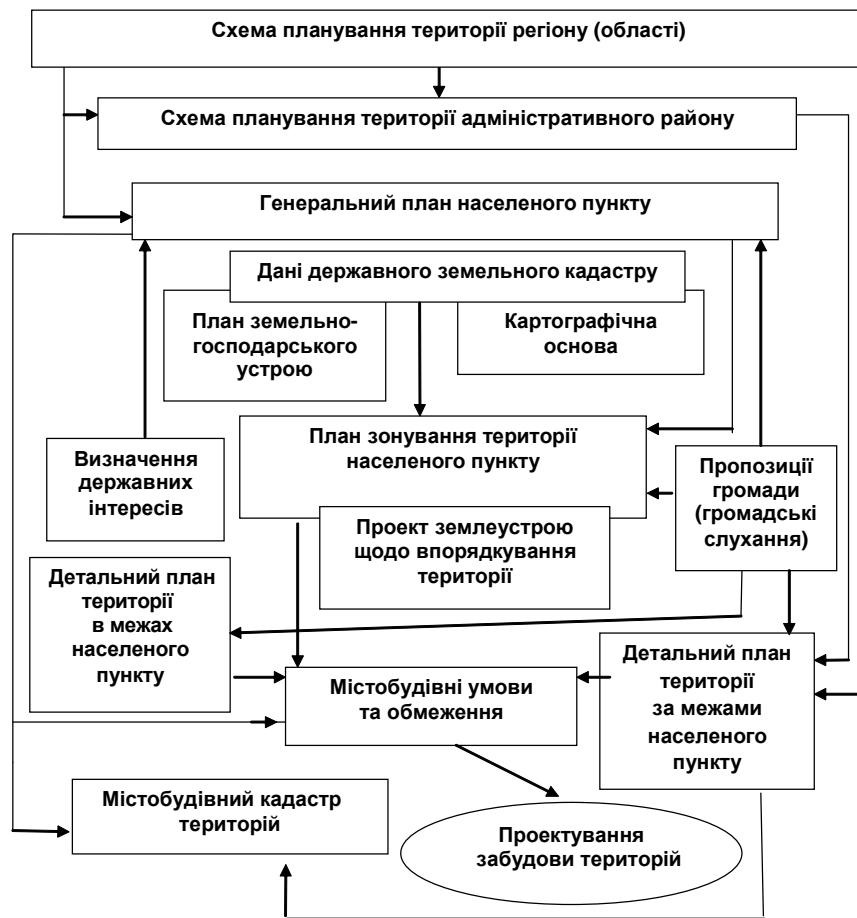 Схема планування території регіону (області)
Схема планування території адміністративного району
Генеральний план населеного пункту
Дані державного земельного кадастру
План земельно-
господарського
устрою
Картографічна
основа
План зонування території
населеного пункту
Визначення
державних
інтересів
Пропозиції
громади
(громадські
слухання)
Проект землеустрою
щодо впорядкування
території
Детальний план
території
в межах
населеного
пункту
Містобудівні умови
та обмеження
Детальний план
території
за межами
населеного
пункту
Містобудівний кадастр
територій
Проектування
забудови територій